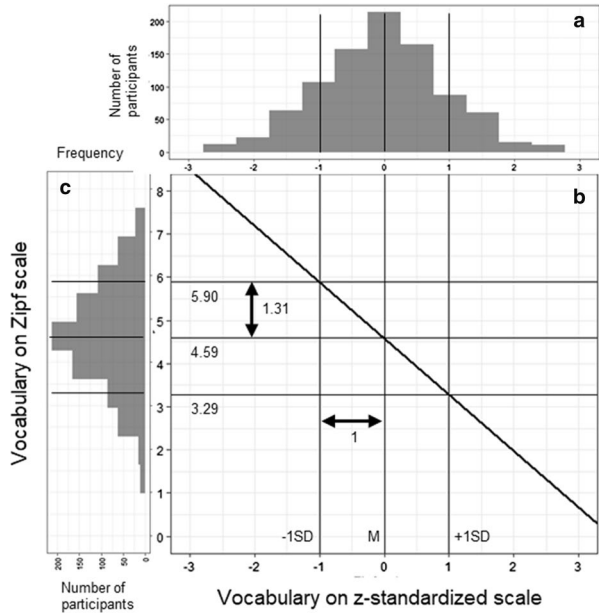 a
Number of
participants
200
150
100
50
0
-3 -2 -1 0 1 2 3
Frequency
c
b
Vocabulary on Zipf scale
8
7
6
5
4
3
2
1
0
5.90
1.31
4.59
3.29
1
-1SD M +1SD
-3 -2 -1 0 1 2 3
200 150 100 50 0
Number of
participants
Vocabulary on z-standardized scale